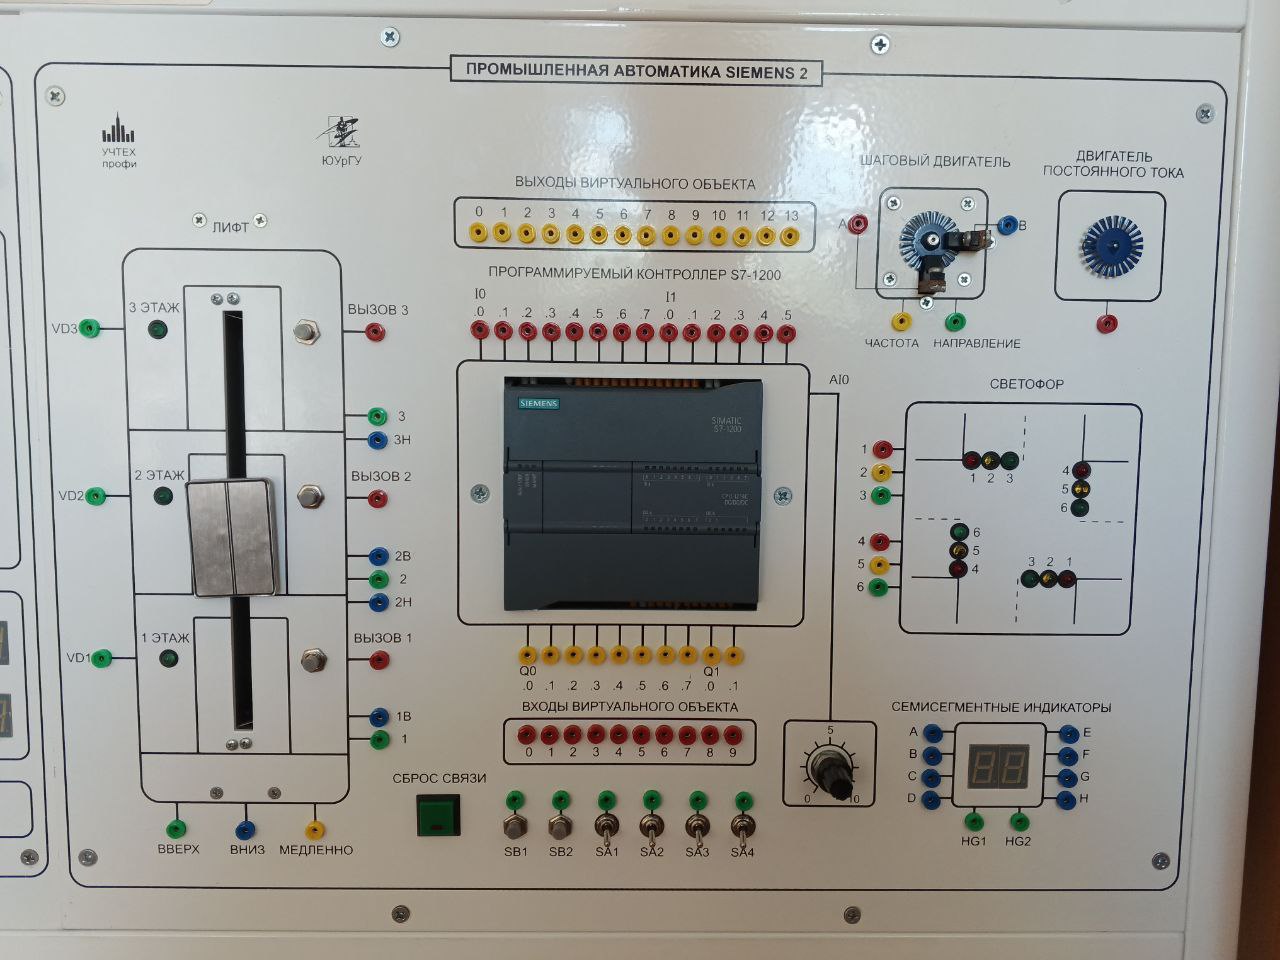 ПРОМЫШЛЕННАЯ АВТОМАТИКА SIEMENS 2
УЧТЕХ
профи
ЮУрГУ
ЛИФТ
3 ЭТАЖ
VD3
ВЫЗОВ 3
3
3Н
2 ЭТАЖ
VD2
ВЫЗОВ 2
2В
2
2Н
1 ЭТАЖ
VD1
ВЫЗОВ 1
1В
1
ВВЕРХ ВНИЗ МЕДЛЕННО
ВЫХОДЫ ВИРТУАЛЬНОГО ОБЪЕКТА
0 1 2 3 4 5 6 7 8 9 10 11 12 13
ПРОГРАММИРУЕМЫЙ КОНТРОЛЛЕР S7-1200
I0 I1
.0 .1 .2 .3 .4 .5 .6 .7 .0 .1 .2 .3 .4 .5
AI0
SIEMENS
SIMATIC
S7-1200
Q0 Q1
.0 .1 .2 .3 .4 .5 .6 .7 .0 .1
ВХОДЫ ВИРТУАЛЬНОГО ОБЪЕКТА
0 1 2 3 4 5 6 7 8 9
СБРОС СВЯЗИ
SB1 SB2 SA1 SA2 SA3 SA4
5
0 10
ШАГОВЫЙ ДВИГАТЕЛЬ
A B
ЧАСТОТА НАПРАВЛЕНИЕ
ДВИГАТЕЛЬ
ПОСТОЯННОГО ТОКА
СВЕТОФОР
1
2
3
4
5
6
1 2 3
4
5
6
6
5
4
3 2 1
СЕМИСЕГМЕНТНЫЕ ИНДИКАТОРЫ
A E
B F
C G
D H
HG1 HG2